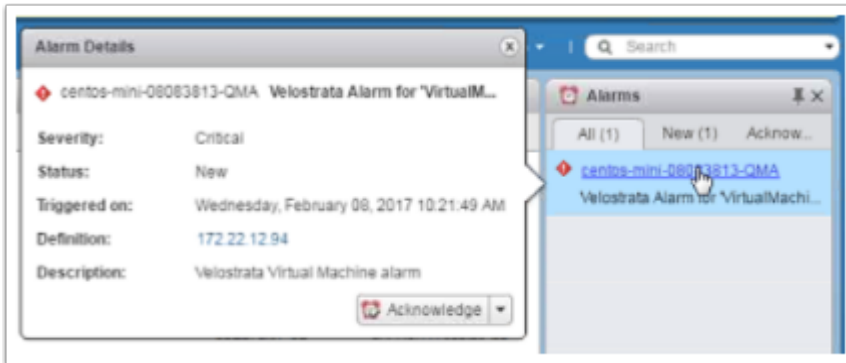 Alarm Details
Search
centos-mini-08083813-QMA Velostrata Alarm for 'VirtualM...
Severity: Critical
Status: New
Triggered on: Wednesday, February 08, 2017 10:21:49 AM
Definition: 172.22.12.94
Description: Velostrata Virtual Machine alarm
Acknowledge
Alarms
All (1) New (1) Acknow...
centos-mini-08083813-QMA
Velostrata Alarm for 'VirtualMachi...